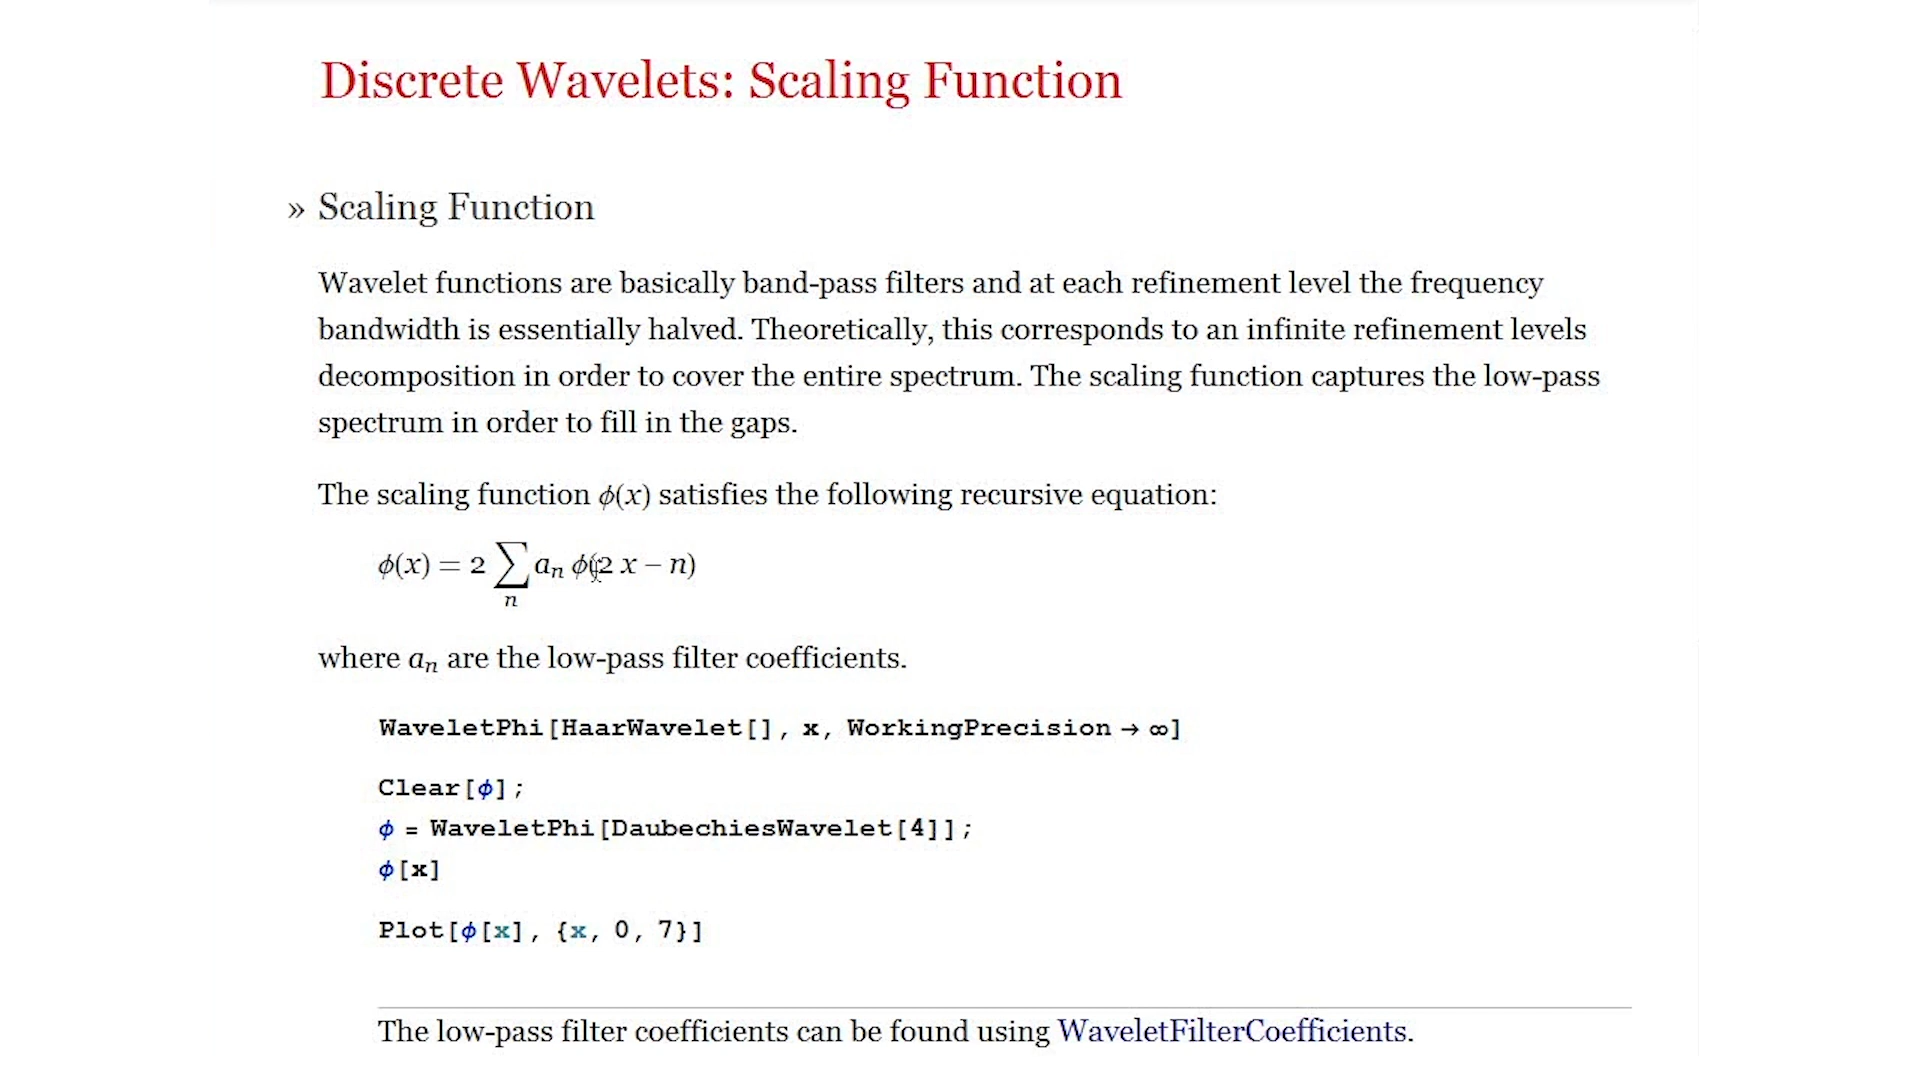 Discrete Wavelets: Scaling Function
» Scaling Function
Wavelet functions are basically band-pass filters and at each refinement level the frequency
bandwidth is essentially halved. Theoretically, this corresponds to an infinite refinement levels
decomposition in order to cover the entire spectrum. The scaling function captures the low-pass
spectrum in order to fill in the gaps.
The scaling function ϕ(x) satisfies the following recursive equation:
ϕ(x) = 2 ∑ aₙ ϕ(2 x − n)
n
where aₙ are the low-pass filter coefficients.
WaveletPhi[HaarWavelet[], x, WorkingPrecision → ∞]
Clear[ϕ];
ϕ = WaveletPhi[DaubechiesWavelet[4]];
ϕ[x]
Plot[ϕ[x], {x, 0, 7}]
The low-pass filter coefficients can be found using WaveletFilterCoefficients.